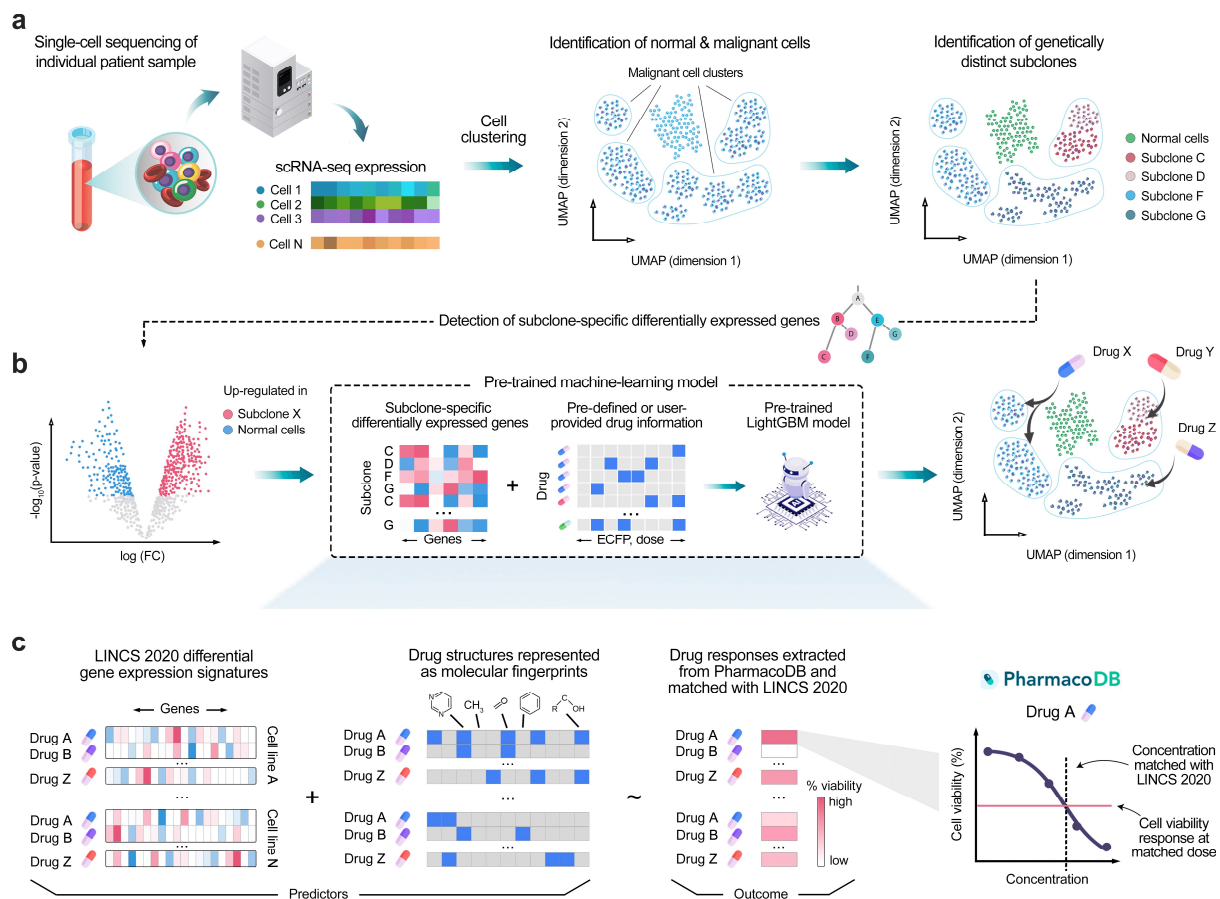 a
Single-cell sequencing of
individual patient sample
scRNA-seq expression
Cell 1
Cell 2
Cell 3
Cell N
Cell
clustering
Identification of normal & malignant cells
Malignant cell clusters
UMAP (dimension 2)
UMAP (dimension 1)
Identification of genetically
distinct subclones
UMAP (dimension 2)
UMAP (dimension 1)
Normal cells
Subclone C
Subclone D
Subclone F
Subclone G
Detection of subclone-specific differentially expressed genes
A
B
E
D
G
C
F
b
Up-regulated in
Subclone X
Normal cells
-log10(p-value)
log (FC)
Pre-trained machine-learning model
Subclone-specific
differentially expressed genes
Subclone
C
D
F
G
C
...
G
Genes
+
Pre-defined or user-
provided drug information
Drug
...
ECFP, dose
Pre-trained
LightGBM model
Drug X
Drug Y
Drug Z
UMAP (dimension 2)
UMAP (dimension 1)
c
LINCS 2020 differential
gene expression signatures
Genes
Drug A
Drug B
...
Drug Z
Cell line A
...
Drug A
Drug B
...
Drug Z
Cell line N
+
Drug structures represented
as molecular fingerprints
N
N
CH3
O
C
R
OH
Drug A
Drug B
...
Drug Z
...
Drug A
Drug B
...
Drug Z
Predictors
~
Drug responses extracted
from PharmacoDB and
matched with LINCS 2020
Drug A
Drug B
...
Drug Z
...
Drug A
Drug B
...
Drug Z
% viability
high
low
Outcome
PharmacoDB
Drug A
Cell viability (%)
Concentration
matched with
LINCS 2020
Cell viability
response at
matched dose
Concentration